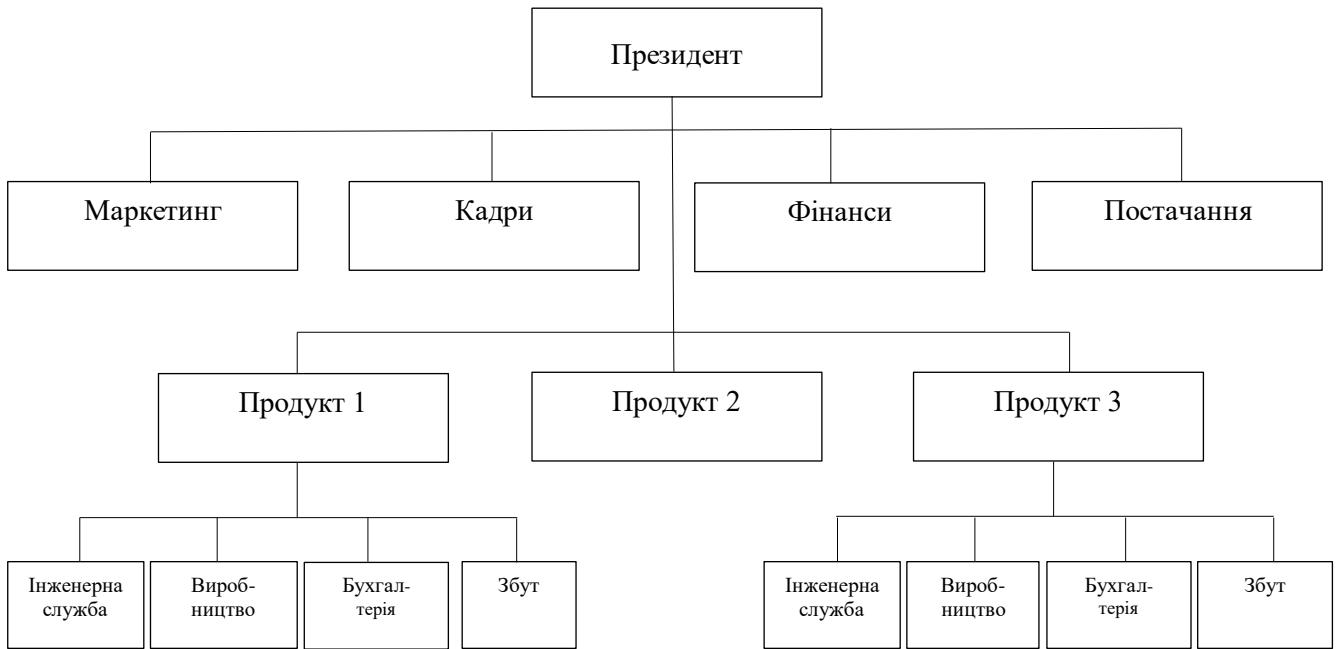 Президент
Маркетинг
Кадри
Фінанси
Постачання
Продукт 1
Продукт 2
Продукт 3
Інженерна
служба
Вироб-
ництво
Бухгал-
терія
Збут
Інженерна
служба
Вироб-
ництво
Бухгал-
терія
Збут